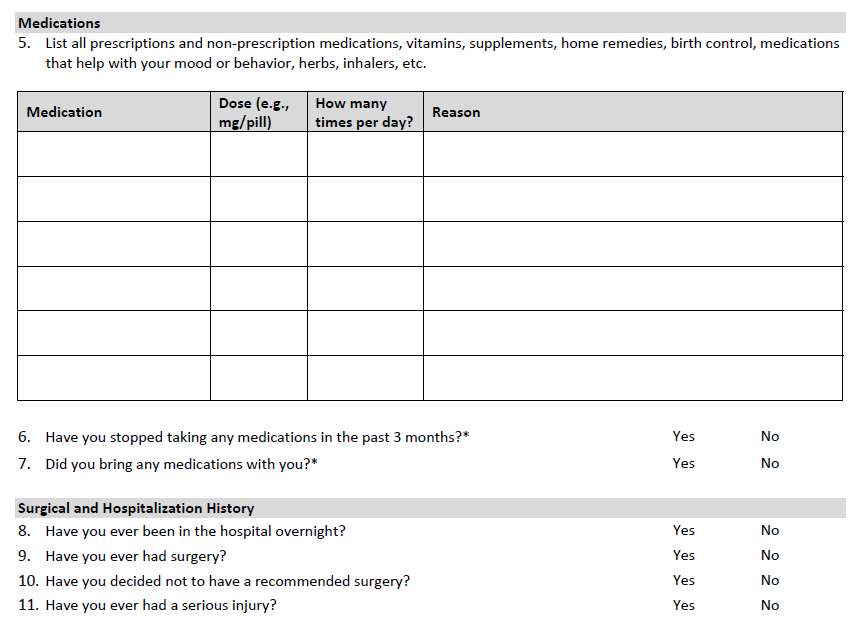 Medications
5. List all prescriptions and non-prescription medications, vitamins, supplements, home remedies, birth control, medications
that help with your mood or behavior, herbs, inhalers, etc.
Medication Dose (e.g., mg/pill) How many times per day? Reason
6. Have you stopped taking any medications in the past 3 months?* Yes No
7. Did you bring any medications with you?* Yes No
Surgical and Hospitalization History
8. Have you ever been in the hospital overnight? Yes No
9. Have you ever had surgery? Yes No
10. Have you decided not to have a recommended surgery? Yes No
11. Have you ever had a serious injury? Yes No